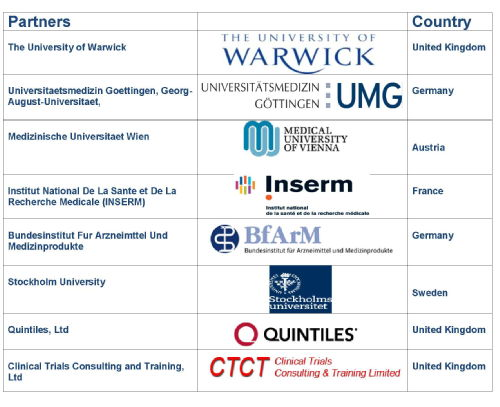 Partners
Country
The University of Warwick
THE UNIVERSITY OF
WARWICK
United Kingdom
Universitaetsmedizin Goettingen, Georg-
August-Universitaet,
UNIVERSITÄTSMEDIZIN
GÖTTINGEN
UMG
Germany
Medizinische Universitaet Wien
MEDICAL
UNIVERSITY
OF VIENNA
Austria
Institut National De La Sante et De La
Recherche Medicale (INSERM)
Inserm
Institut national
de la santé et de la recherche médicale
France
Bundesinstitut Fur Arzneimttel Und
Medizinprodukte
BfArM
Bundesinstitut für Arzneimittel und Medizinprodukte
Germany
Stockholm University
Stockholms
universitet
Sweden
Quintiles, Ltd
QUINTILES
United Kingdom
Clinical Trials Consulting and Training,
Ltd
CTCT
Clinical Trials
Consulting & Training Limited
United Kingdom